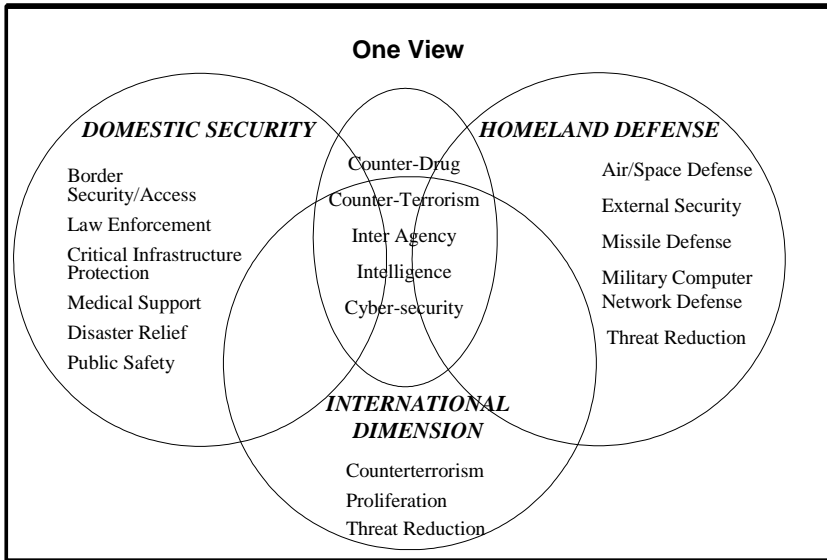 One View
DOMESTIC SECURITY
Border
Security/Access
Law Enforcement
Critical Infrastructure
Protection
Medical Support
Disaster Relief
Public Safety
Counter-Drug
Counter-Terrorism
Inter Agency
Intelligence
Cyber-security
HOMELAND DEFENSE
Air/Space Defense
External Security
Missile Defense
Military Computer
Network Defense
Threat Reduction
INTERNATIONAL
DIMENSION
Counterterrorism
Proliferation
Threat Reduction